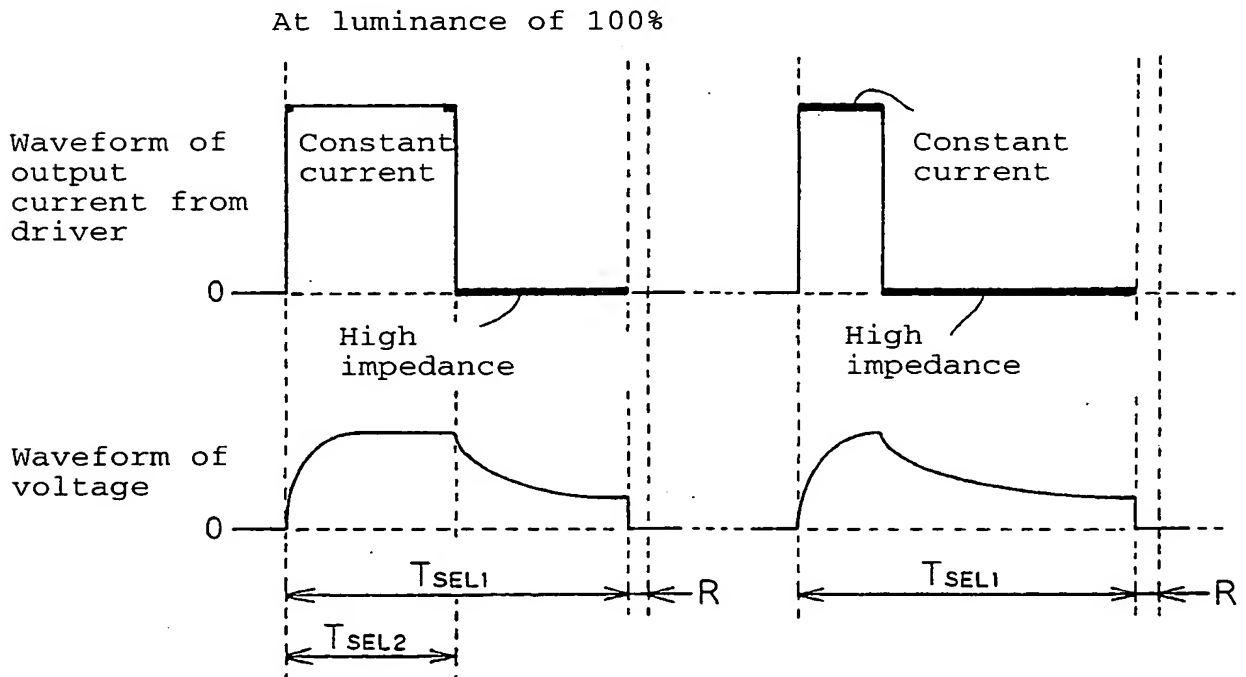 At luminance of 100%
Waveform of
output
current from
driver
Constant
current
Constant
current
0
High
impedance
High
impedance
Waveform of
voltage
0
TSEL1
R
TSEL1
R
TSEL2